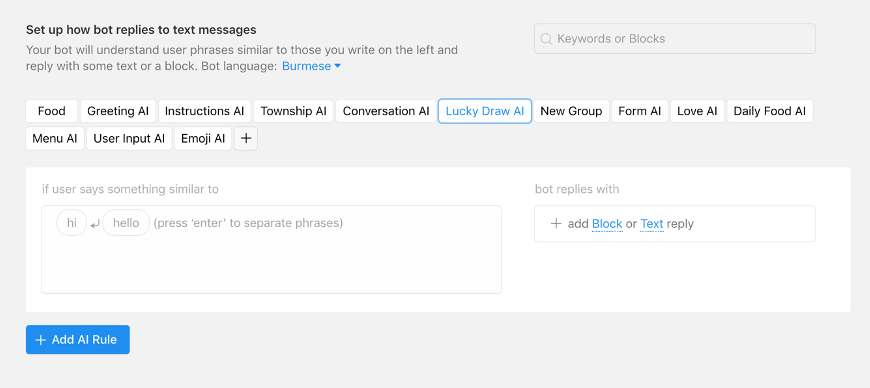 Set up how bot replies to text messages
Your bot will understand user phrases similar to those you write on the left and
reply with some text or a block. Bot language: Burmese
Keywords or Blocks
Food Greeting AI Instructions AI Township AI Conversation AI Lucky Draw AI New Group Form AI Love AI Daily Food AI
Menu AI User Input AI Emoji AI +
if user says something similar to
hi hello (press ‘enter’ to separate phrases)
bot replies with
+ add Block or Text reply
+ Add AI Rule